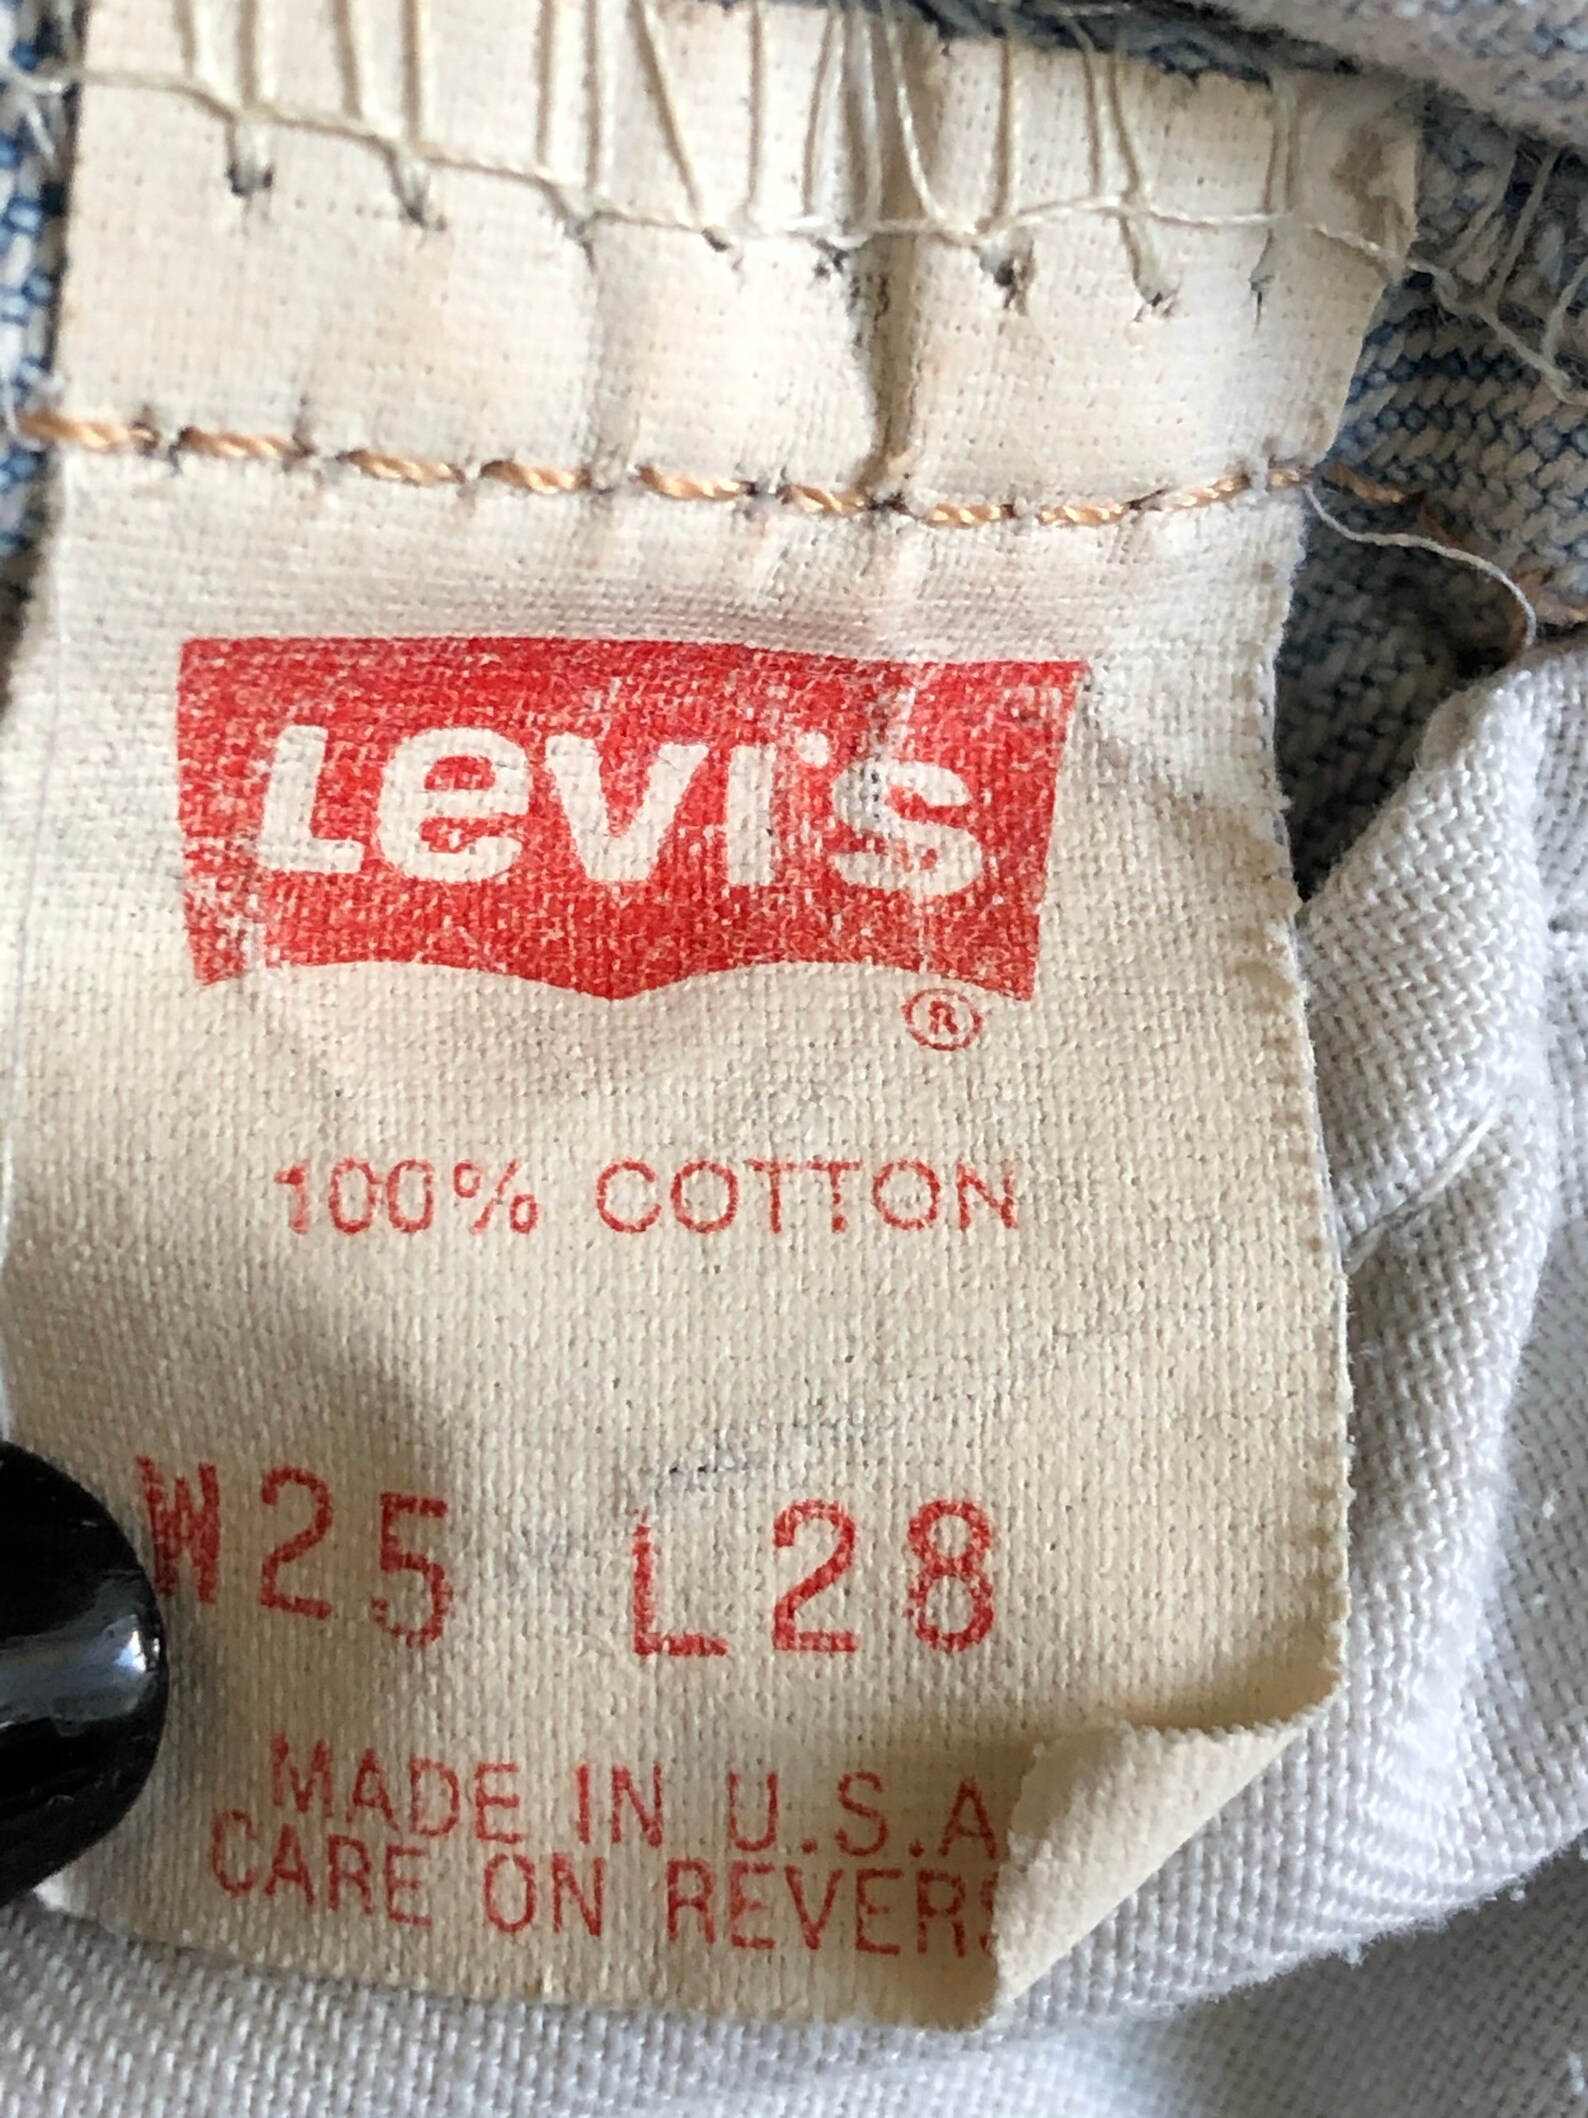 Levi's
®
100% COTTON
W25 L28
MADE IN U.S.A
CARE ON REVERS